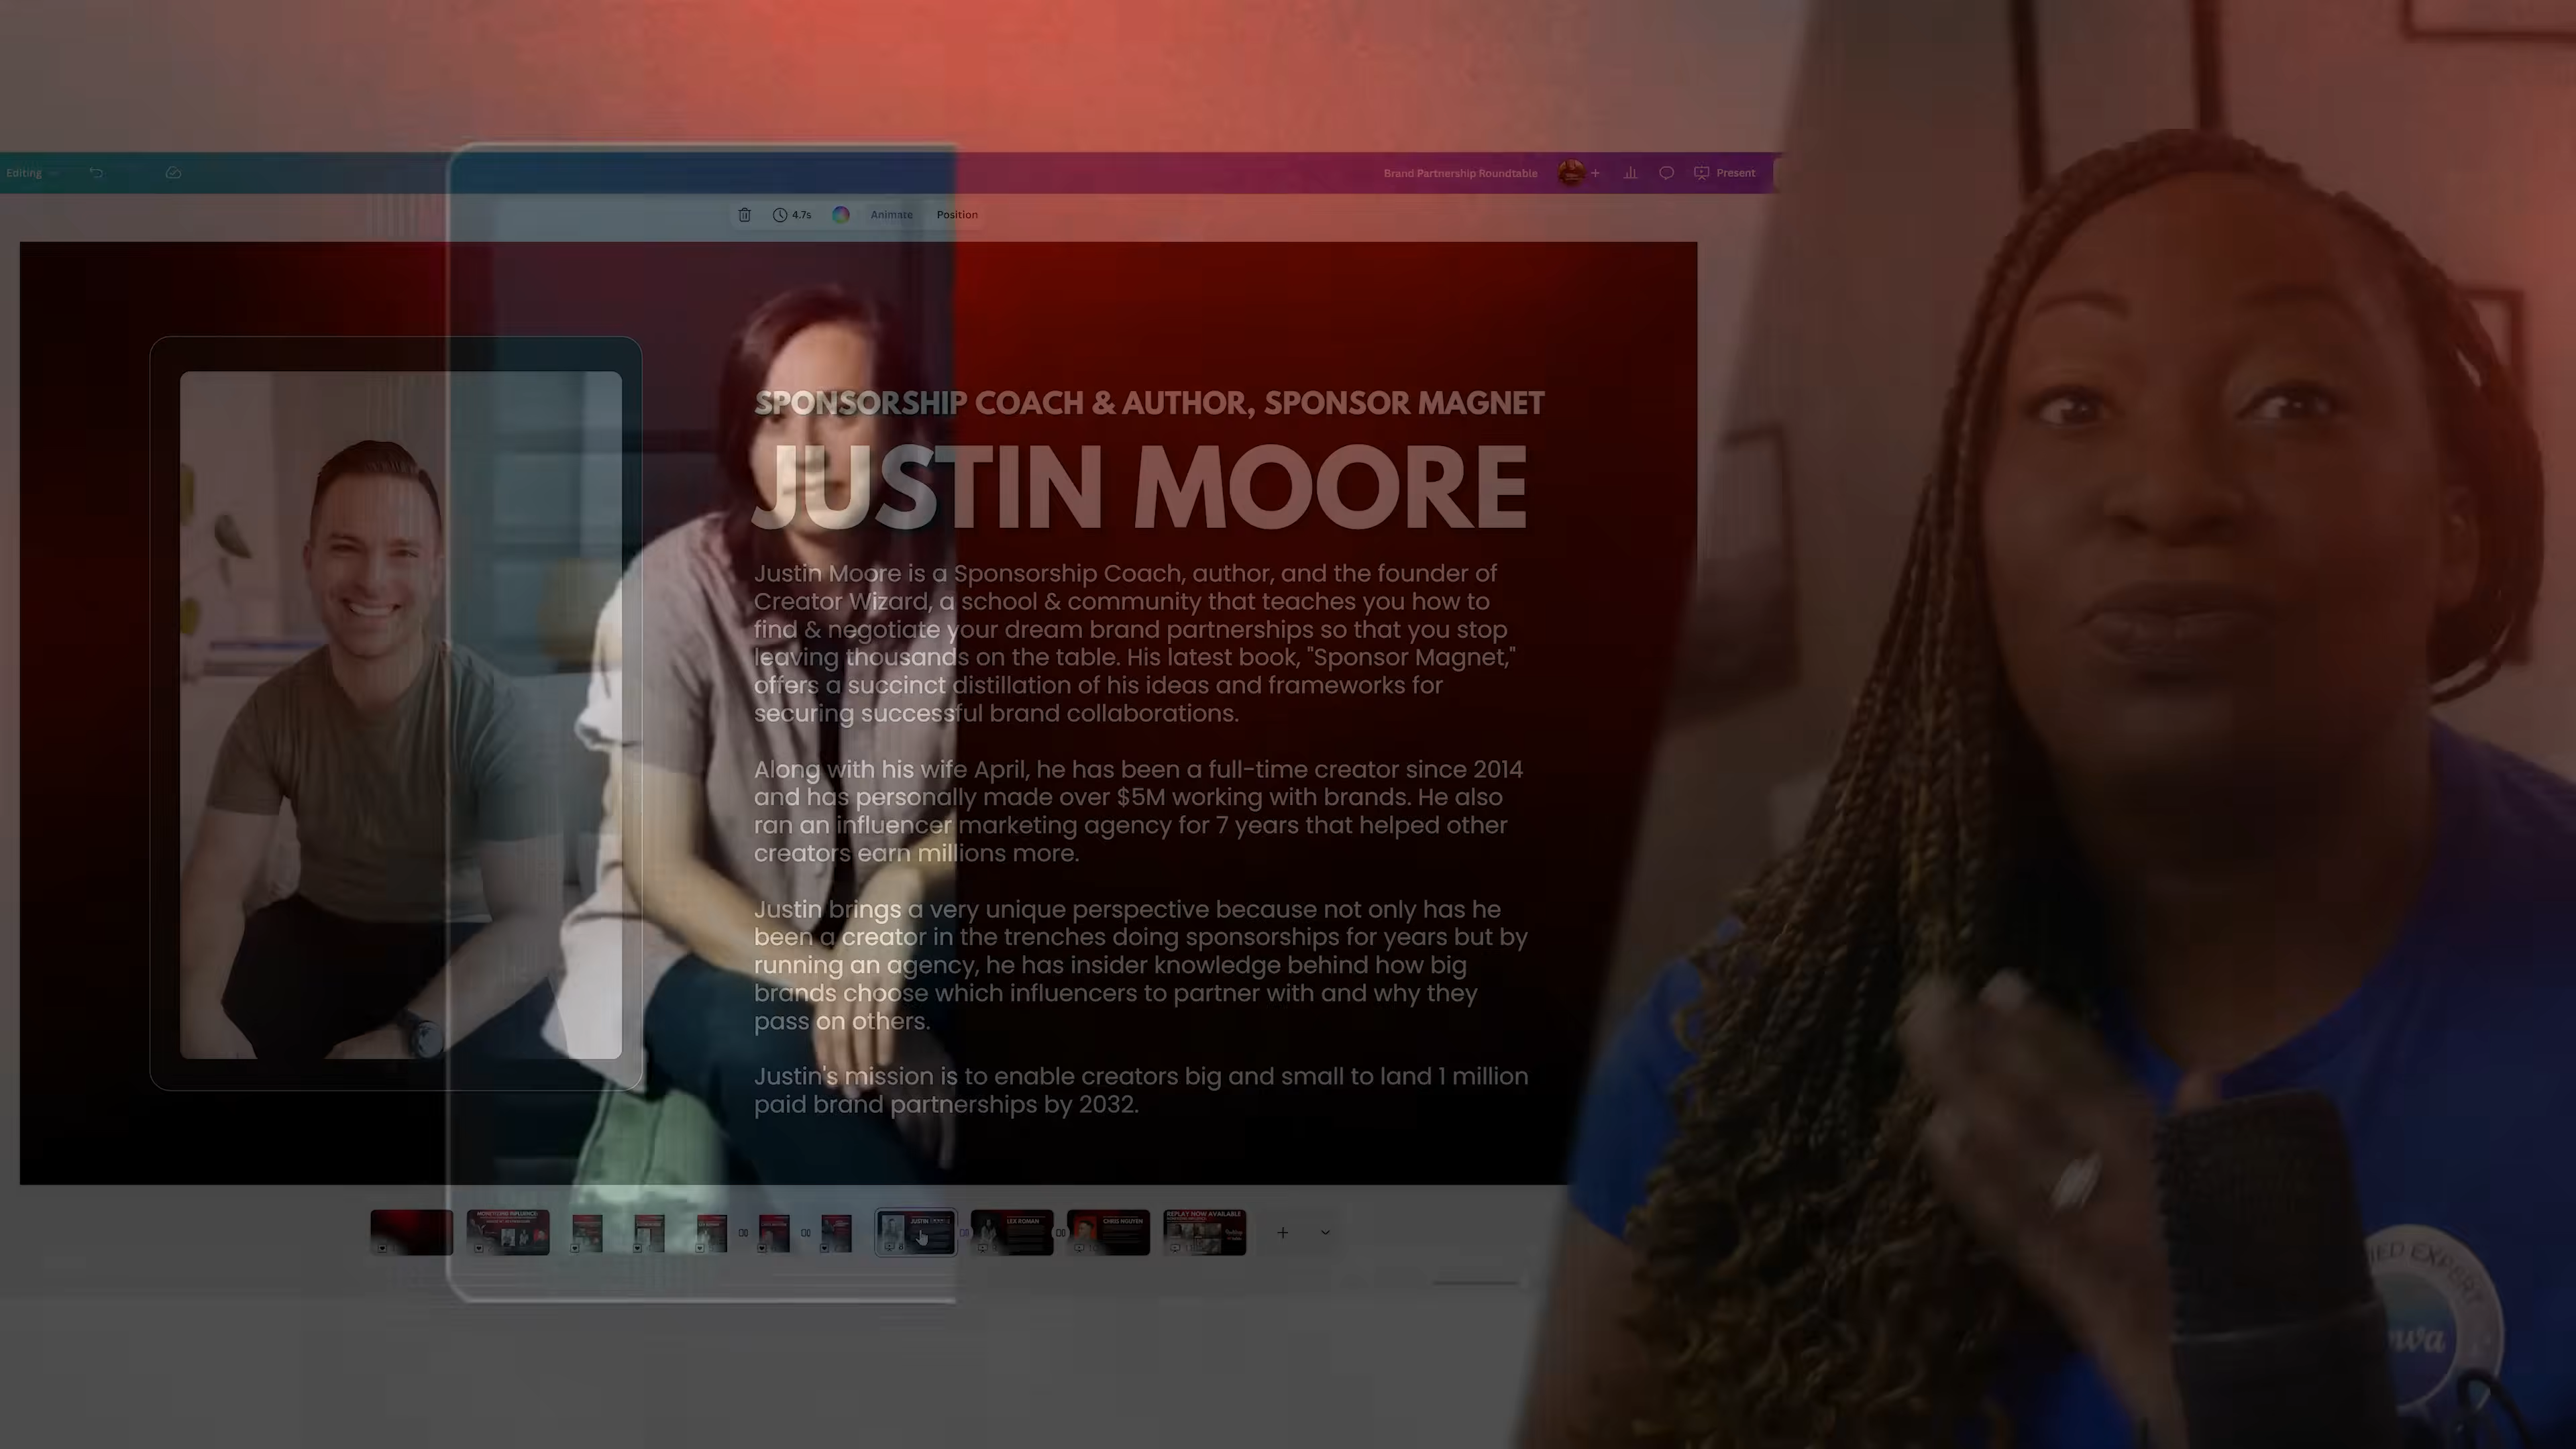 Editing
Brand Partnership Roundtable
Present
4.7s
Animate
Position
SPONSORSHIP COACH & AUTHOR, SPONSOR MAGNET
JUSTIN MOORE
Justin Moore is a Sponsorship Coach, author, and the founder of
Creator Wizard, a school & community that teaches you how to
find & negotiate your dream brand partnerships so that you stop
leaving thousands on the table. His latest book, "Sponsor Magnet,"
offers a succinct distillation of his ideas and frameworks for
securing successful brand collaborations.
Along with his wife April, he has been a full-time creator since 2014
and has personally made over $5M working with brands. He also
ran an influencer marketing agency for 7 years that helped other
creators earn millions more.
Justin brings a very unique perspective because not only has he
been a creator in the trenches doing sponsorships for years but by
running an agency, he has insider knowledge behind how big
brands choose which influencers to partner with and why they
pass on others.
Justin's mission is to enable creators big and small to land 1 million
paid brand partnerships by 2032.
MONETIZING INFLUENCE:
JUSTIN
LEX ROMAN
CHRIS NGUYEN
REPLAY NOW AVAILABLE
EXPERT